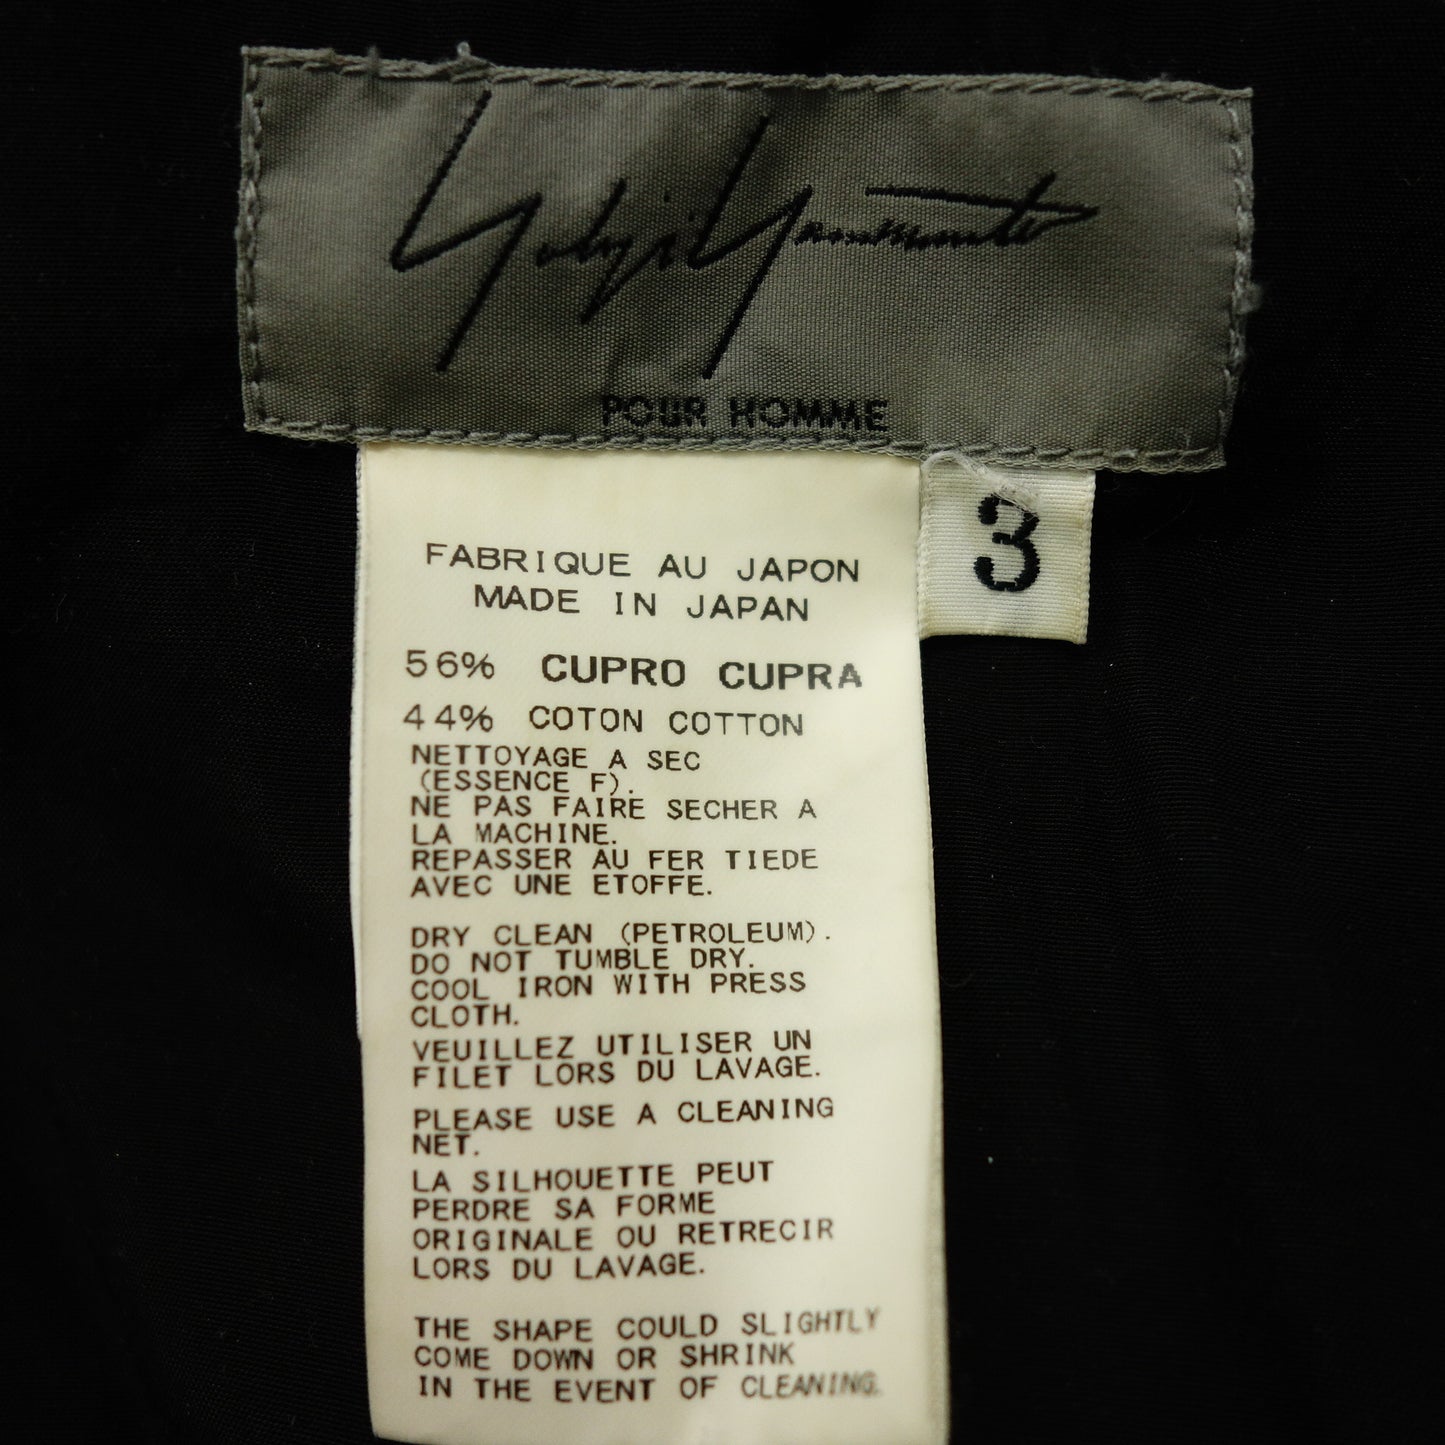 Yohji Yamamoto
POUR HOMME
3
FABRIQUE AU JAPON
MADE IN JAPAN
56% CUPRO CUPRA
44% COTON COTTON
NETTOYAGE A SEC
(ESSENCE F).
NE PAS FAIRE SECHER A
LA MACHINE.
REPASSER AU FER TIEDE
AVEC UNE ETOFFE.
DRY CLEAN (PETROLEUM).
DO NOT TUMBLE DRY.
COOL IRON WITH PRESS
CLOTH.
VEUILLEZ UTILISER UN
FILET LORS DU LAVAGE.
PLEASE USE A CLEANING
NET.
LA SILHOUETTE PEUT
PERDRE SA FORME
ORIGINALE OU RETRECIR
LORS DU LAVAGE.
THE SHAPE COULD SLIGHTLY
COME DOWN OR SHRINK
IN THE EVENT OF CLEANING.